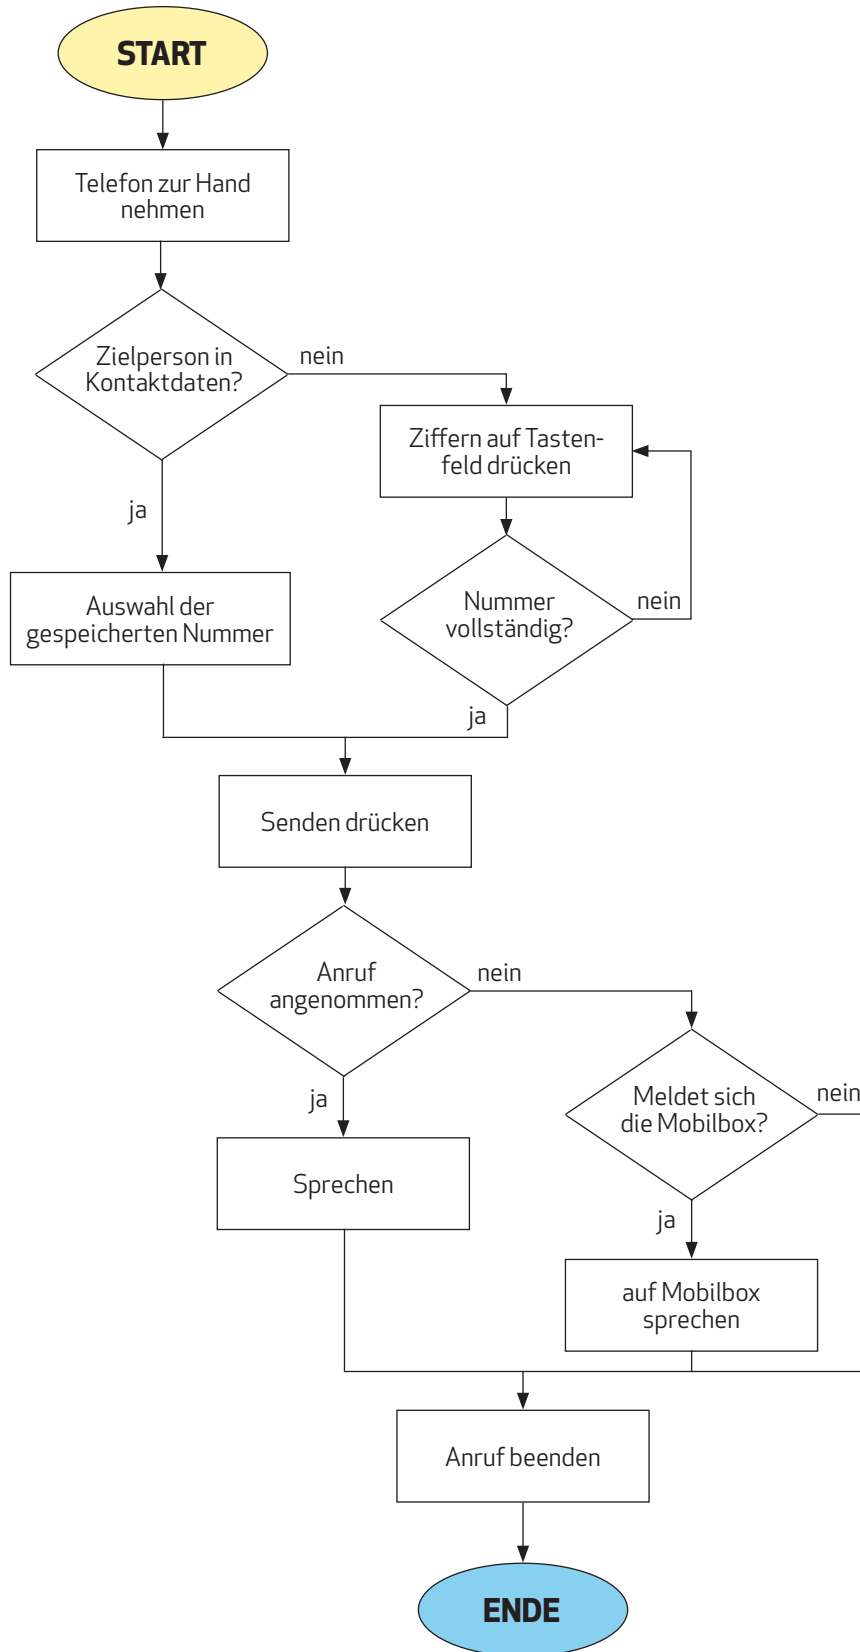 START
Telefon zur Hand
nehmen
Zielperson in
Kontaktdaten?
nein
Ziffern auf Tasten-
feld drücken
ja
Auswahl der
gespeicherten Nummer
Nummer
vollständig?
nein
ja
Senden drücken
Anruf
angenommen?
nein
ja
Meldet sich
die Mobilbox?
nein
Sprechen
ja
auf Mobilbox
sprechen
Anruf beenden
ENDE